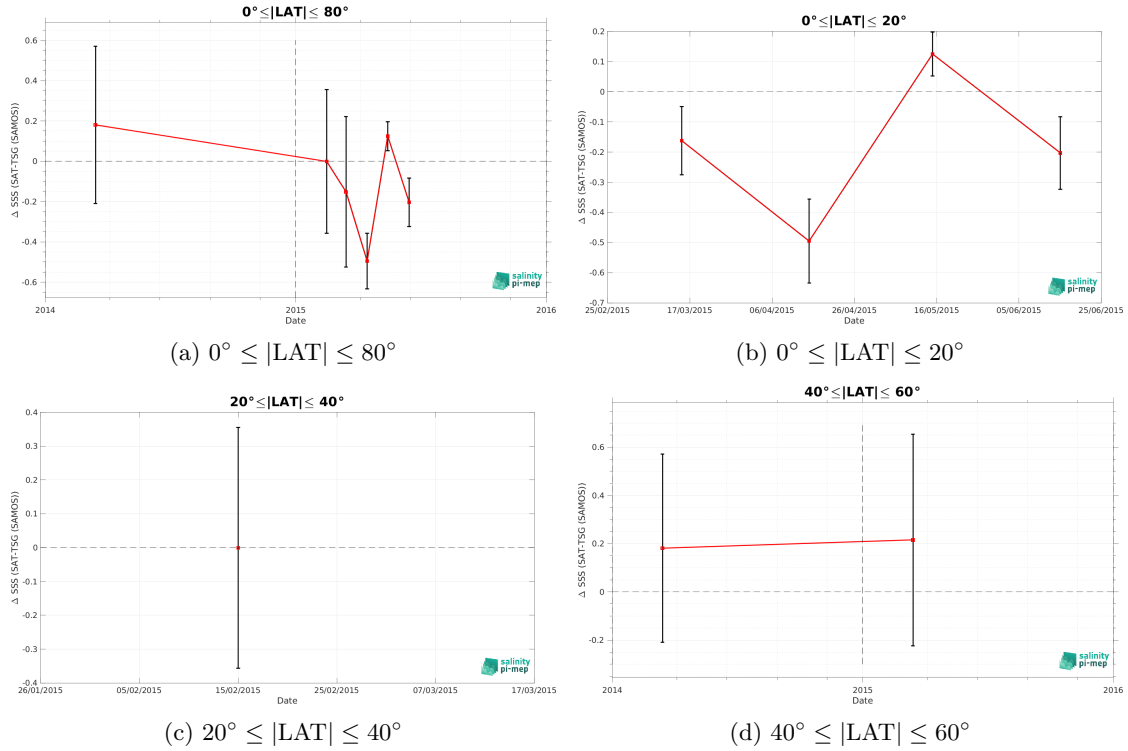 0°≤|LAT|≤ 80°
0.6
0.4
0.2
0
-0.2
-0.4
-0.6
Δ SSS (SAT-TSG (SAMOS))
2014
2015
2016
Date
salinity
pi-mep
(a) 0° ≤ |LAT| ≤ 80°
0°≤|LAT|≤ 20°
0.2
0.1
0
-0.1
-0.2
-0.3
-0.4
-0.5
-0.6
-0.7
Δ SSS (SAT-TSG (SAMOS))
25/02/2015
17/03/2015
06/04/2015
26/04/2015
16/05/2015
05/06/2015
25/06/2015
Date
salinity
pi-mep
(b) 0° ≤ |LAT| ≤ 20°
20°≤|LAT|≤ 40°
0.4
0.3
0.2
0.1
0
-0.1
-0.2
-0.3
-0.4
Δ SSS (SAT-TSG (SAMOS))
26/01/2015
05/02/2015
15/02/2015
25/02/2015
07/03/2015
17/03/2015
Date
salinity
pi-mep
(c) 20° ≤ |LAT| ≤ 40°
40°≤|LAT|≤ 60°
0.6
0.4
0.2
0
-0.2
Δ SSS (SAT-TSG (SAMOS))
2014
2015
2016
Date
salinity
pi-mep
(d) 40° ≤ |LAT| ≤ 60°